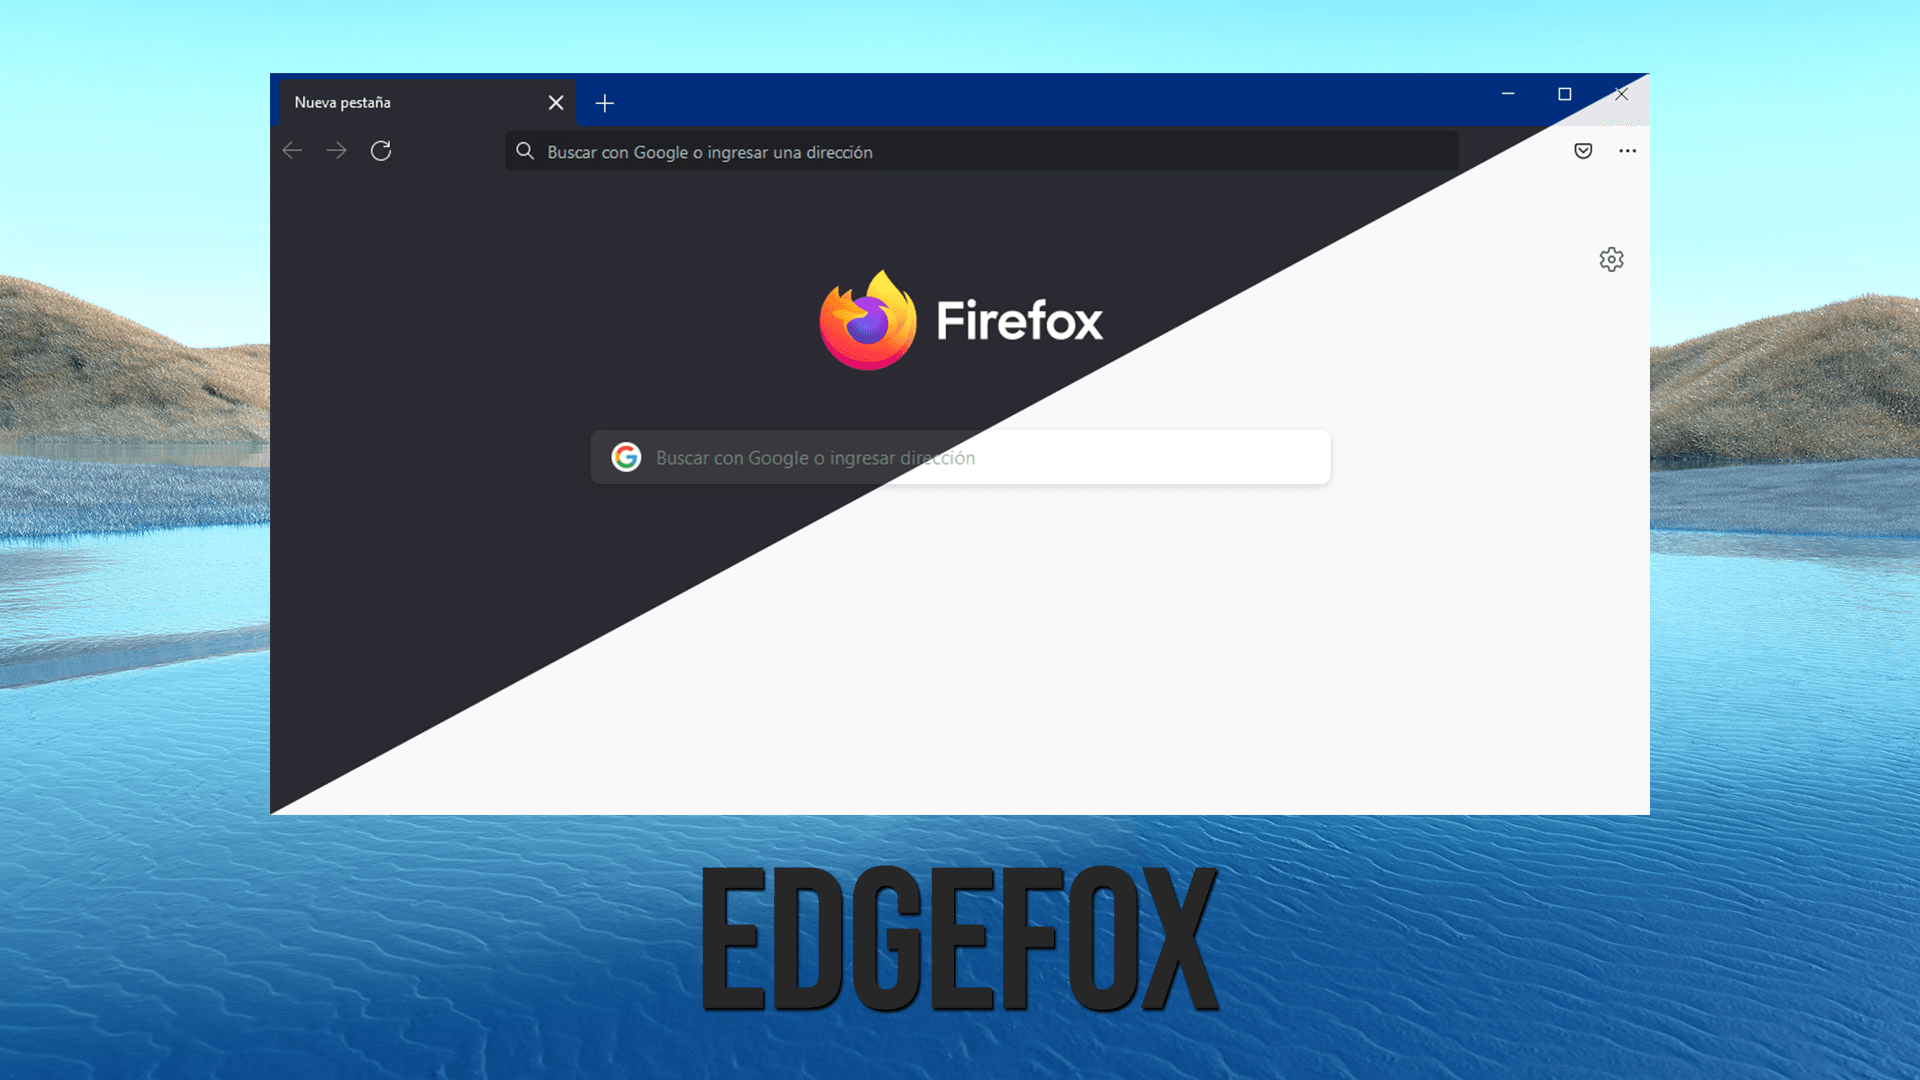 Nueva pestaña
Buscar con Google o ingresar una dirección
Firefox
Buscar con Google o ingresar dirección
EDGEFOX